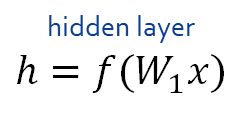 hidden layer
h = f(W₁x)